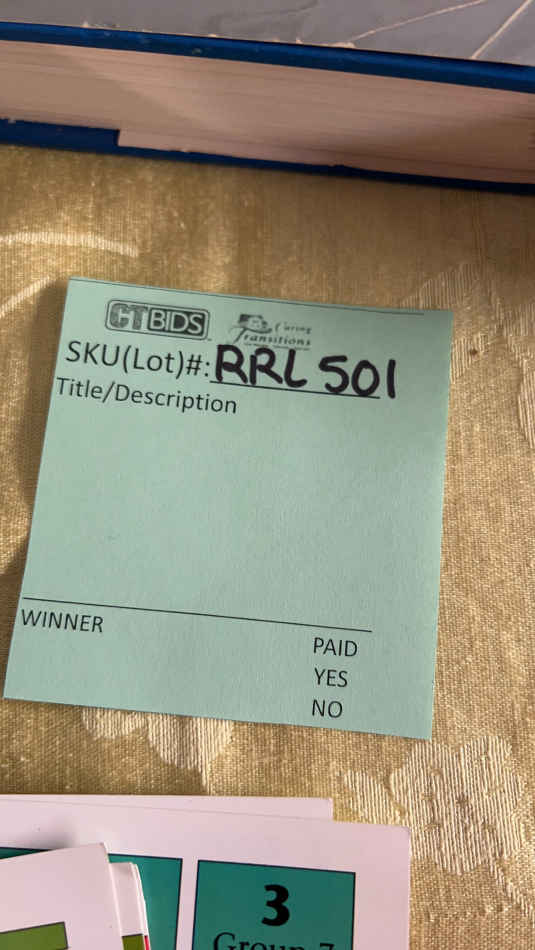 CTBIDS
Caring
Transitions
SKU(Lot)#: RRL 501
Title/Description
WINNER
PAID
YES
NO
3
Group 7